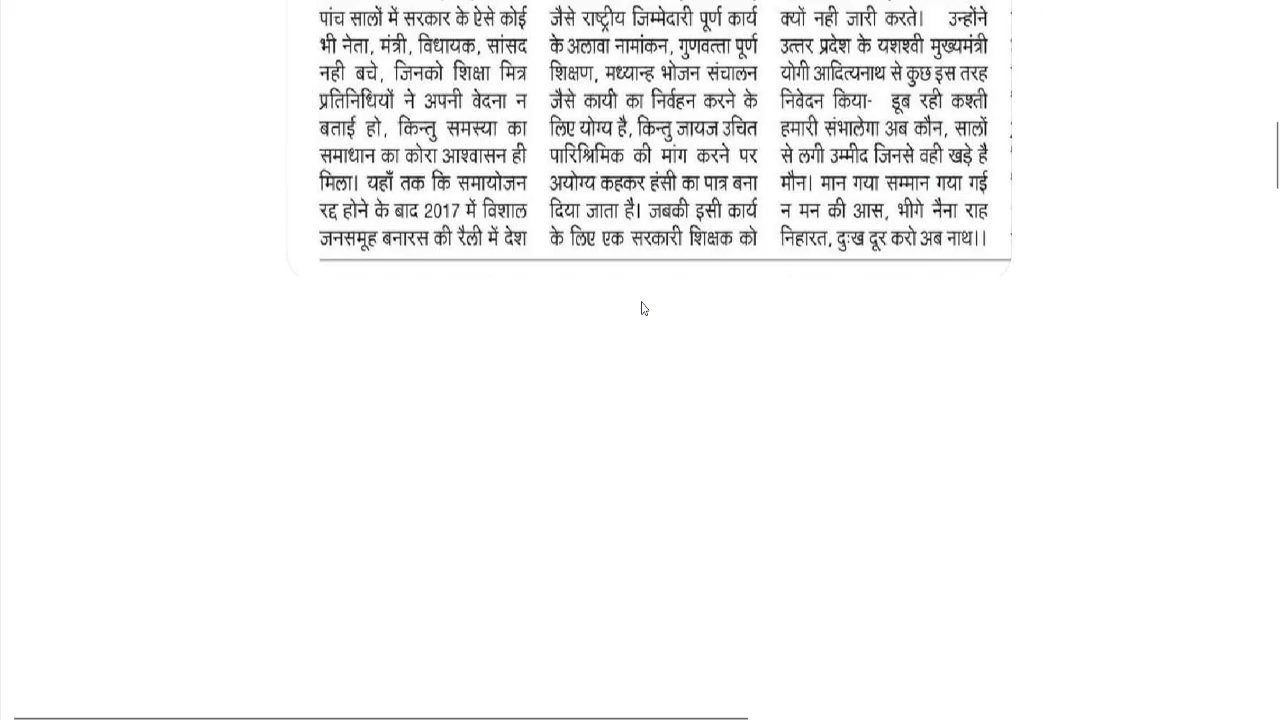 पांच सालों में सरकार के ऐसे कोई
भी नेता, मंत्री, विधायक, सांसद
नही बचे, जिनको शिक्षा मित्र
प्रतिनिधियों ने अपनी वेदना न
बताई हो, किन्तु समस्या का
समाधान का कोरा आश्वासन ही
मिला। यहाँ तक कि समायोजन
रद्द होने के बाद 2017 में विशाल
जनसमूह बनारस की रैली में देश
जैसे राष्ट्रीय जिम्मेदारी पूर्ण कार्य
के अलावा नामांकन, गुणवत्ता पूर्ण
शिक्षण, मध्यान्ह भोजन संचालन
जैसे कायी का निर्वहन करने के
लिए योग्य है, किन्तु जायज उचित
पारिश्रिमिक की मांग करने पर
अयोग्य कहकर हंसी का पात्र बना
दिया जाता है। जबकी इसी कार्य
के लिए एक सरकारी शिक्षक को
क्यों नही जारी करते। उन्होंने
उत्तर प्रदेश के यशश्वी मुख्यमंत्री
योगी आदित्यनाथ से कुछ इस तरह
निवेदन किया- डूब रही कश्ती
हमारी संभालेगा अब कौन, सालों
से लगी उम्मीद जिनसे वही खड़े है
मौन। मान गया सम्मान गया गई
न मन की आस, भीगे नैना राह
निहारत, दुःख दूर करो अब नाथ।।